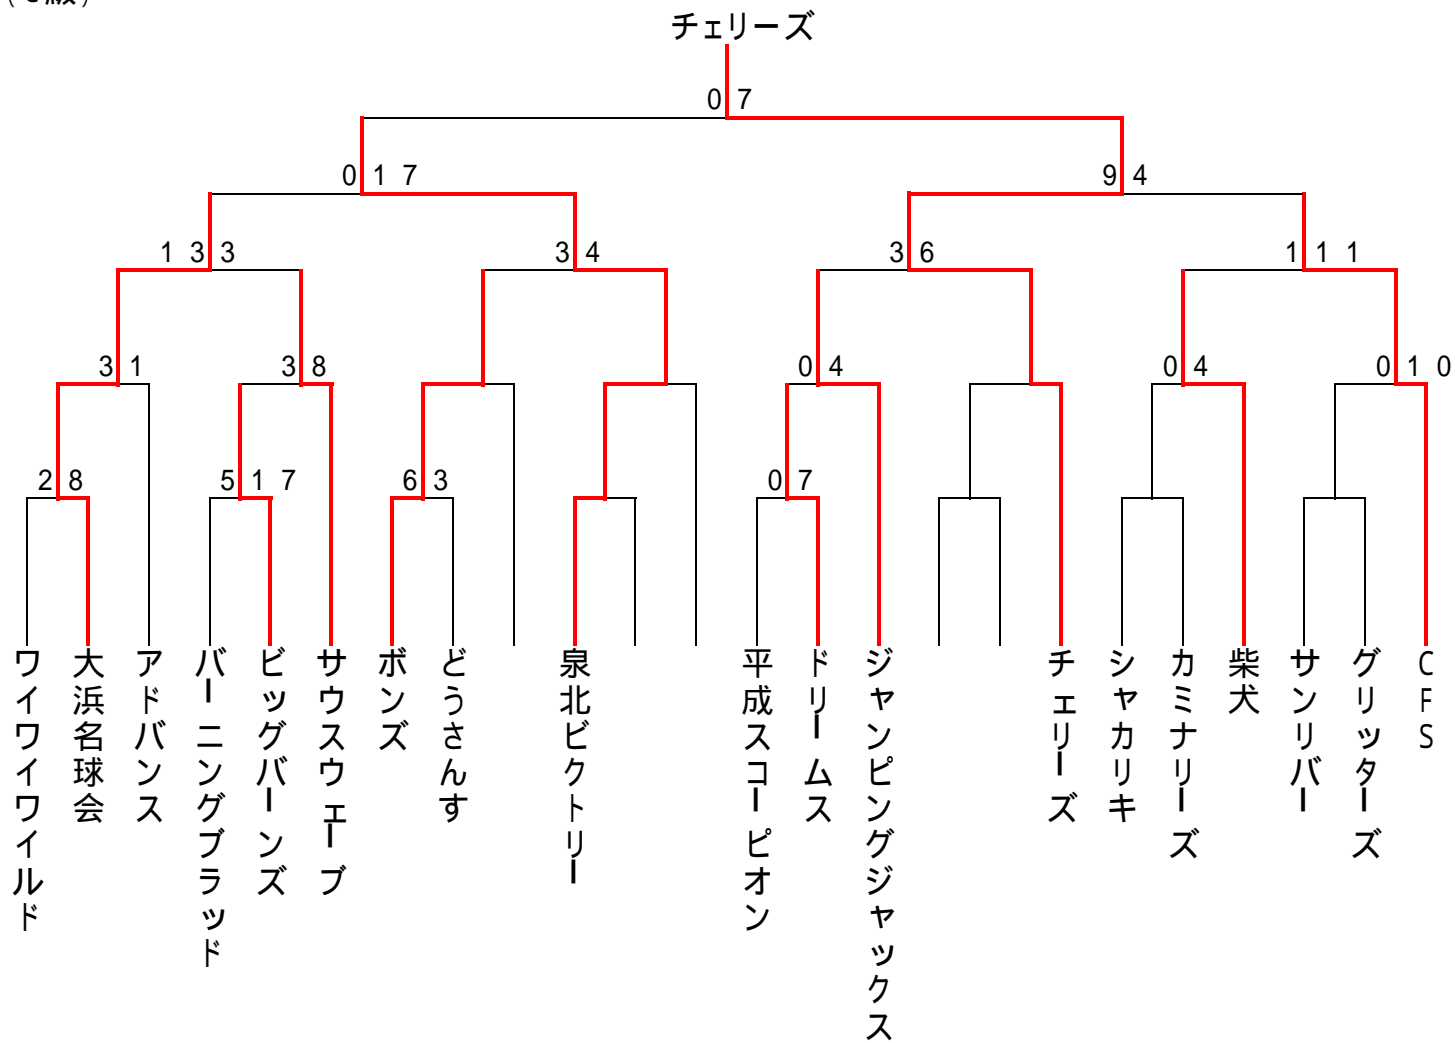 チェリーズ
0 7
0 1 7
9 4
1 3 3
3 4
3 6
1 1 1
3 1
3 8
0 4
0 4
0 1 0
2 8
5 1 7
6 3
0 7
ワイワイワイルド
大浜名球会
アドバンス
バーニングブラッド
ビッグバーンズ
サウスウェーブ
ボンズ
どうさんす
泉北ビクトリー
平成スコーピオン
ドリームス
ジャンピングジャックス
チェリーズ
シャカリキ
カミナリーズ
柴犬
サンリバー
グリッターズ
CFS